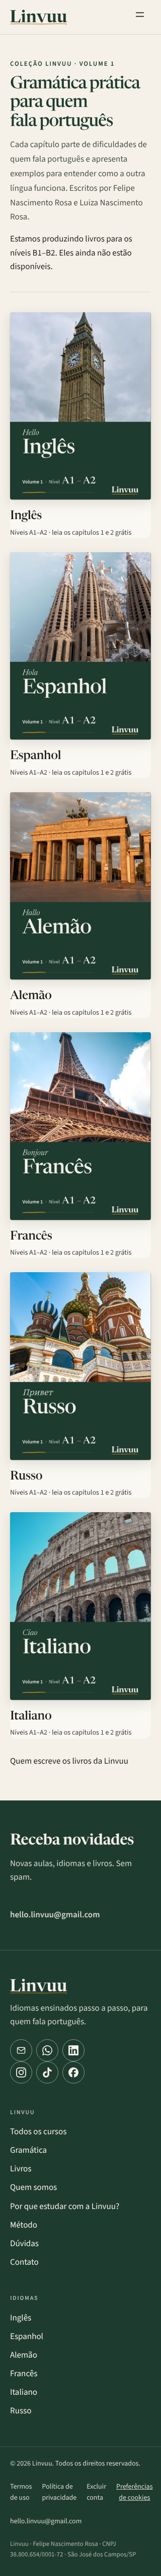 Linvuu
COLEÇÃO LINVUU · VOLUME 1
Gramática prática
para quem
fala português
Cada capítulo parte de dificuldades de
quem fala português e apresenta
exemplos para entender como a outra
língua funciona. Escritos por Felipe
Nascimento Rosa e Luiza Nascimento
Rosa.
Estamos produzindo livros para os
níveis B1–B2. Eles ainda não estão
disponíveis.
Hello
Inglês
Volume 1 · Nível A1 – A2
Linvuu
Inglês
Níveis A1–A2 · leia os capítulos 1 e 2 grátis
Hola
Espanhol
Volume 1 · Nível A1 – A2
Linvuu
Espanhol
Níveis A1–A2 · leia os capítulos 1 e 2 grátis
Hallo
Alemão
Volume 1 · Nível A1 – A2
Linvuu
Alemão
Níveis A1–A2 · leia os capítulos 1 e 2 grátis
Bonjour
Francês
Volume 1 · Nível A1 – A2
Linvuu
Francês
Níveis A1–A2 · leia os capítulos 1 e 2 grátis
Привет
Russo
Volume 1 · Nível A1 – A2
Linvuu
Russo
Níveis A1–A2 · leia os capítulos 1 e 2 grátis
Ciao
Italiano
Volume 1 · Nível A1 – A2
Linvuu
Italiano
Níveis A1–A2 · leia os capítulos 1 e 2 grátis
Quem escreve os livros da Linvuu
Receba novidades
Novas aulas, idiomas e livros. Sem
spam.
hello.linvuu@gmail.com
Linvuu
Idiomas ensinados passo a passo, para
quem fala português.
LINVUU
Todos os cursos
Gramática
Livros
Quem somos
Por que estudar com a Linvuu?
Método
Dúvidas
Contato
IDIOMAS
Inglês
Espanhol
Alemão
Francês
Italiano
Russo
© 2026 Linvuu. Todos os direitos reservados.
Termos de uso
Política de privacidade
Excluir conta
Preferências de cookies
hello.linvuu@gmail.com
Linvuu · Felipe Nascimento Rosa · CNPJ
38.800.654/0001-72 · São José dos Campos/SP